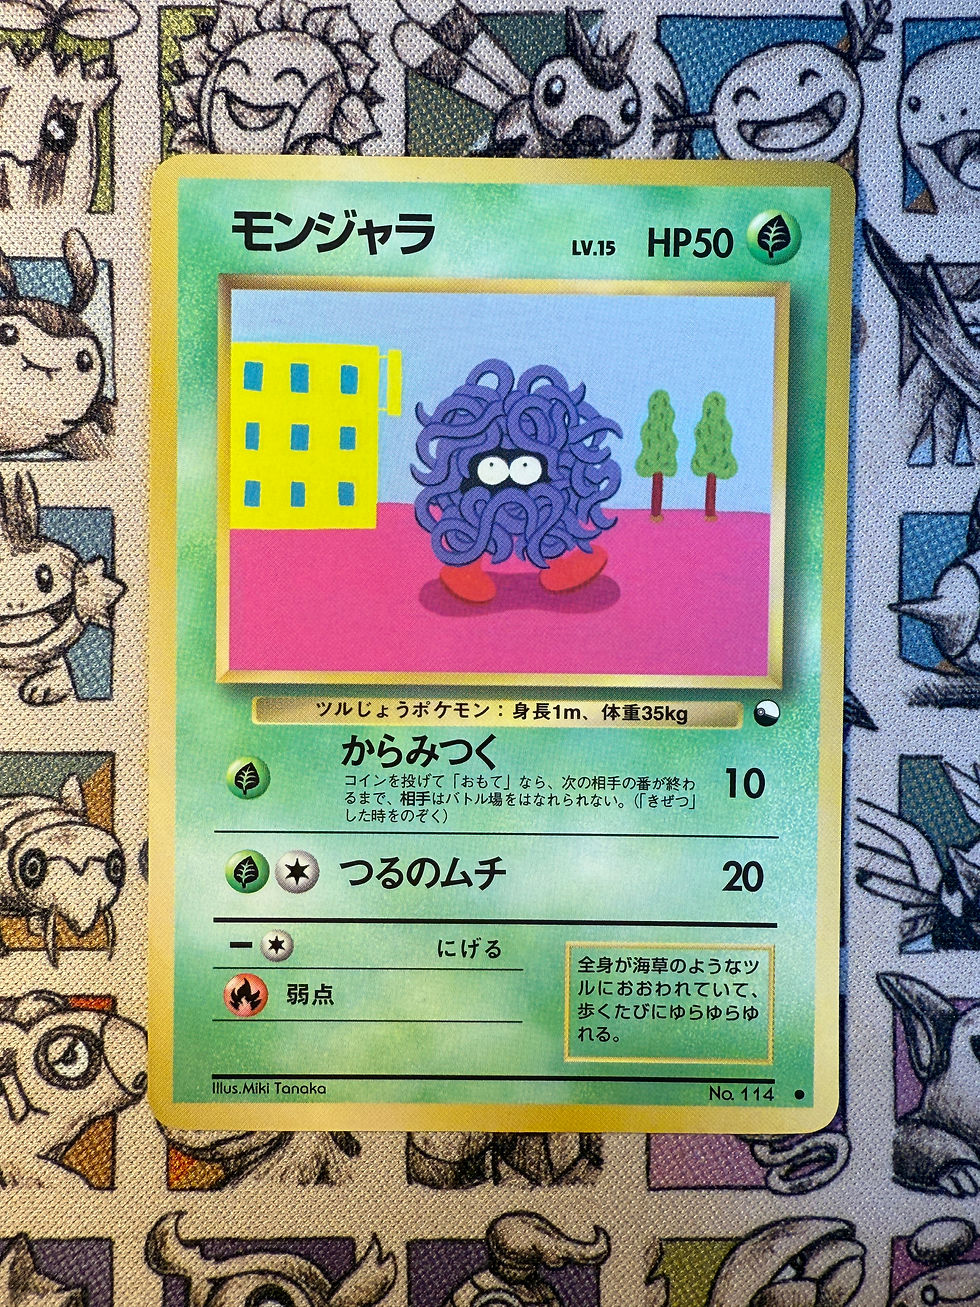 モンジャラ LV.15 HP50
ツルじょうポケモン：身長1m、体重35kg
からみつく 10
コインを投げて「おもて」なら、次の相手の番が終わ
るまで、相手はバトル場をはなれられない。（「きぜつ」
した時をのぞく）
つるのムチ 20
ー にげる
弱点
全身が海草のようなツ
ルにおおわれていて、
歩くたびにゆらゆらゆ
れる。
Illus.Miki Tanaka No. 114